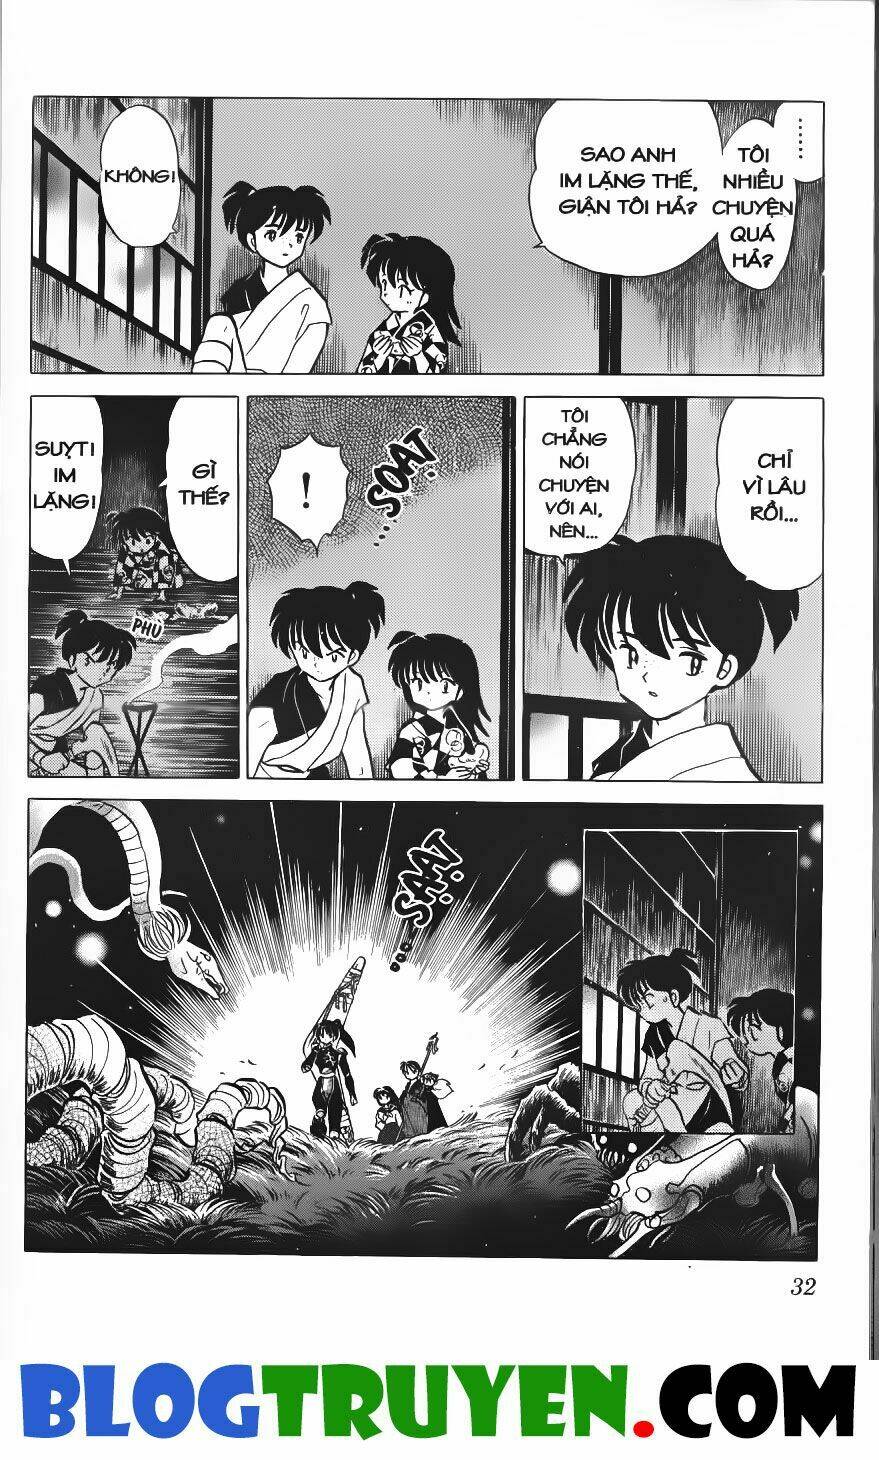 ......
TÔI
NHIỀU
CHUYỆN
QUÁ
HẢ?
SAO ANH
IM LẶNG THẾ,
GIẬN TÔI HẢ?
KHÔNG!
CHỈ
VÌ LÂU
RỒI...
TÔI
CHẲNG
NÓI
CHUYỆN
VỚI AI,
NÊN...
SOẠT
....
!
GÌ
THẾ?
SUỴT!
IM
LẶNG!
PHÙ
SẠẠT
....
32
BLOGTRUYEN.COM